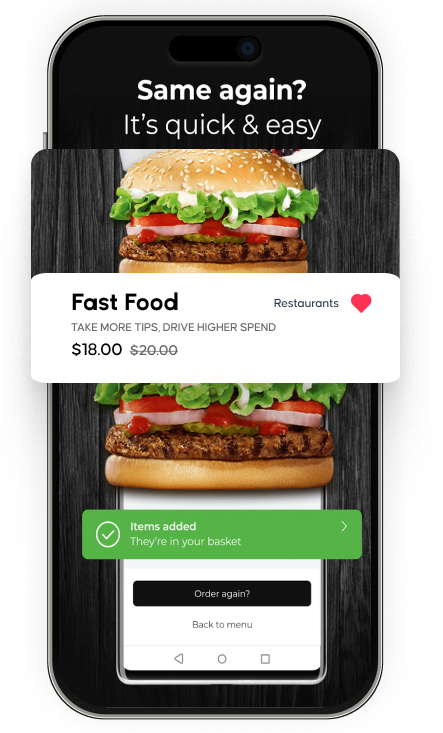 Same again?
It's quick & easy
Fast Food
Restaurants
TAKE MORE TIPS, DRIVE HIGHER SPEND
$18.00 $20.00
Items added
They're in your basket
Order again?
Back to menu